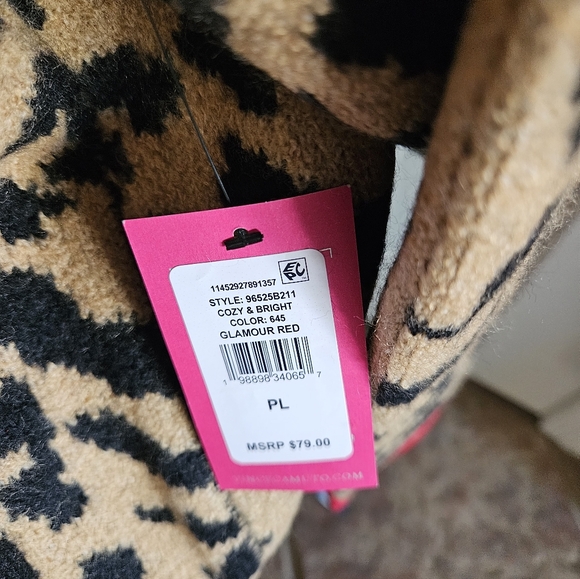 EPC
11452927891357
STYLE: 96525B211
COZY & BRIGHT
COLOR: 645
GLAMOUR RED
1 98898 34065 7
PL
MSRP $79.00
VINCECAMUTO.COM